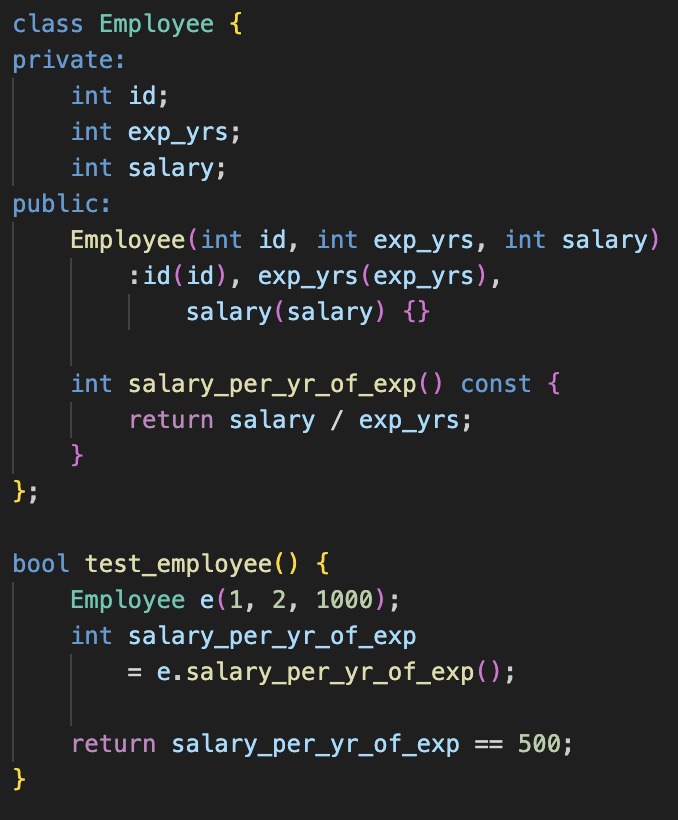 class Employee {
private:
    int id;
    int exp_yrs;
    int salary;
public:
    Employee(int id, int exp_yrs, int salary)
        :id(id), exp_yrs(exp_yrs),
            salary(salary) {}

    int salary_per_yr_of_exp() const {
        return salary / exp_yrs;
    }
};

bool test_employee() {
    Employee e(1, 2, 1000);
    int salary_per_yr_of_exp
        = e.salary_per_yr_of_exp();

    return salary_per_yr_of_exp == 500;
}